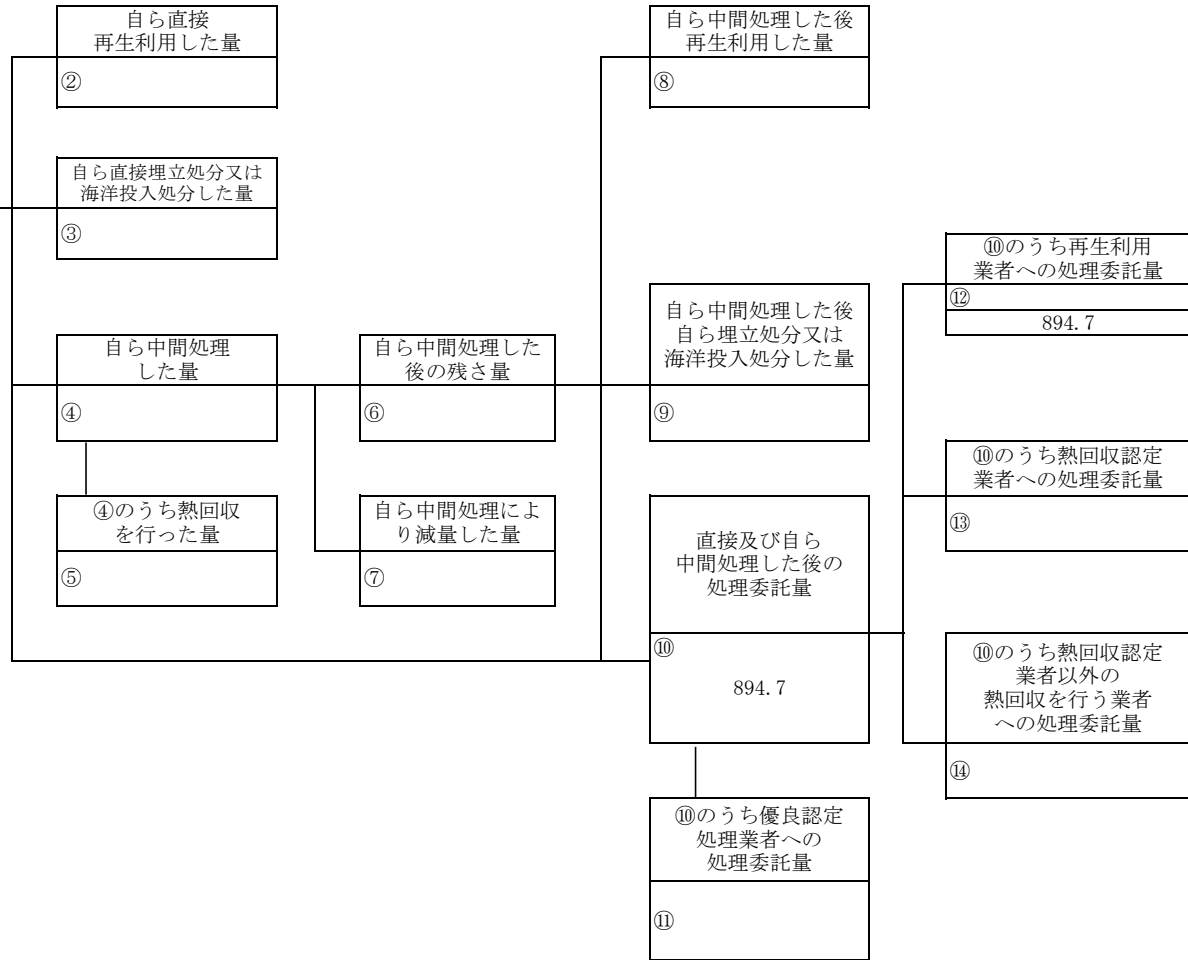 自ら直接
再生利用した量
②
自ら中間処理した後
再生利用した量
⑧
自ら直接埋立処分又は
海洋投入処分した量
③
⑩のうち再生利用
業者への処理委託量
⑫
894.7
自ら中間処理
した量
④
自ら中間処理した
後の残さ量
⑥
自ら中間処理した後
自ら埋立処分又は
海洋投入処分した量
⑨
⑩のうち熱回収認定
業者への処理委託量
⑬
④のうち熱回収
を行った量
⑤
自ら中間処理によ
り減量した量
⑦
直接及び自ら
中間処理した後の
処理委託量
⑩
894.7
⑩のうち熱回収認定
業者以外の
熱回収を行う業者
への処理委託量
⑭
⑩のうち優良認定
処理業者への
処理委託量
⑪